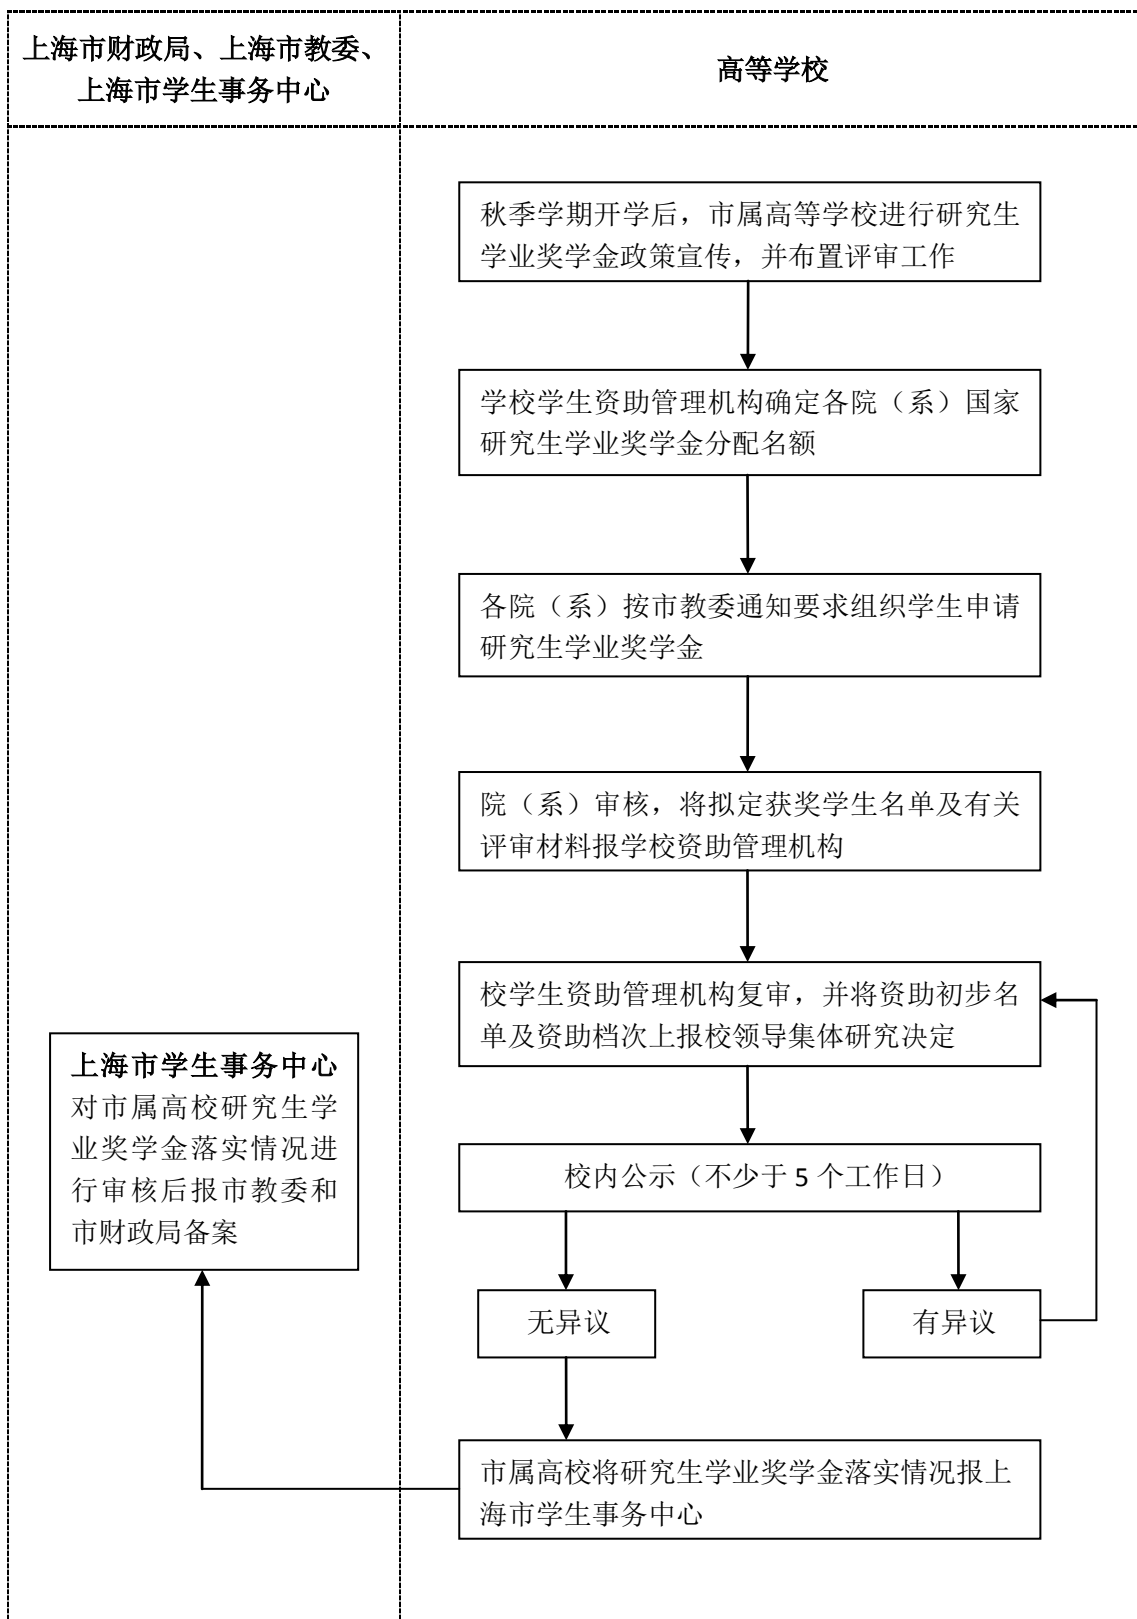 上海市财政局、上海市教委、
上海市学生事务中心
高等学校
秋季学期开学后，市属高等学校进行研究生
学业奖学金政策宣传，并布置评审工作
学校学生资助管理机构确定各院（系）国家
研究生学业奖学金分配名额
各院（系）按市教委通知要求组织学生申请
研究生学业奖学金
院（系）审核，将拟定获奖学生名单及有关
评审材料报学校资助管理机构
校学生资助管理机构复审，并将资助初步名
单及资助档次上报校领导集体研究决定
校内公示（不少于 5 个工作日）
无异议
有异议
市属高校将研究生学业奖学金落实情况报上
海市学生事务中心
上海市学生事务中心
对市属高校研究生学
业奖学金落实情况进
行审核后报市教委和
市财政局备案